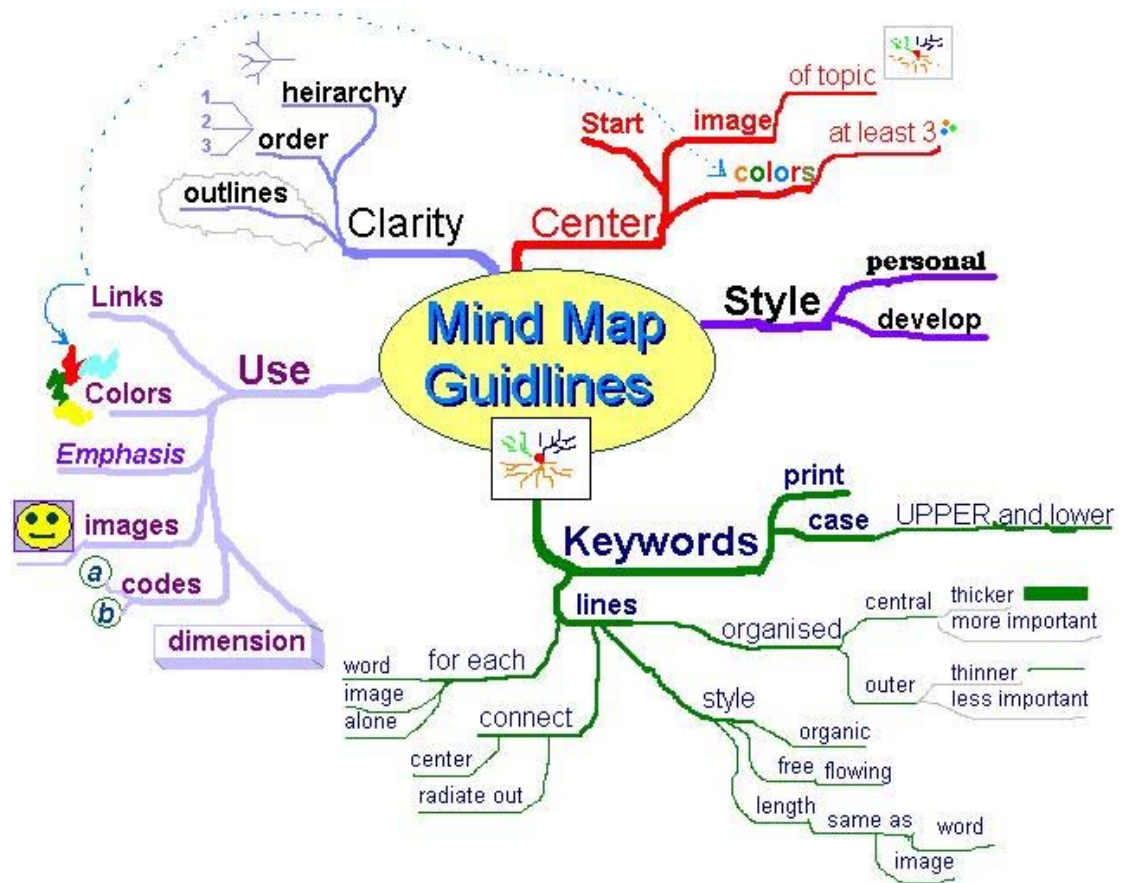 Mind Map
Guidlines
Center
Start
image
of topic
colors
at least 3
Style
personal
develop
Keywords
print
case
UPPER and lower
lines
organised
central
thicker
more important
outer
thinner
less important
style
organic
free
flowing
length
same as
word
image
connect
center
radiate out
for each
word
image
alone
Use
Links
Colors
Emphasis
images
codes
a
b
dimension
Clarity
heirarchy
order
1
2
3
outlines